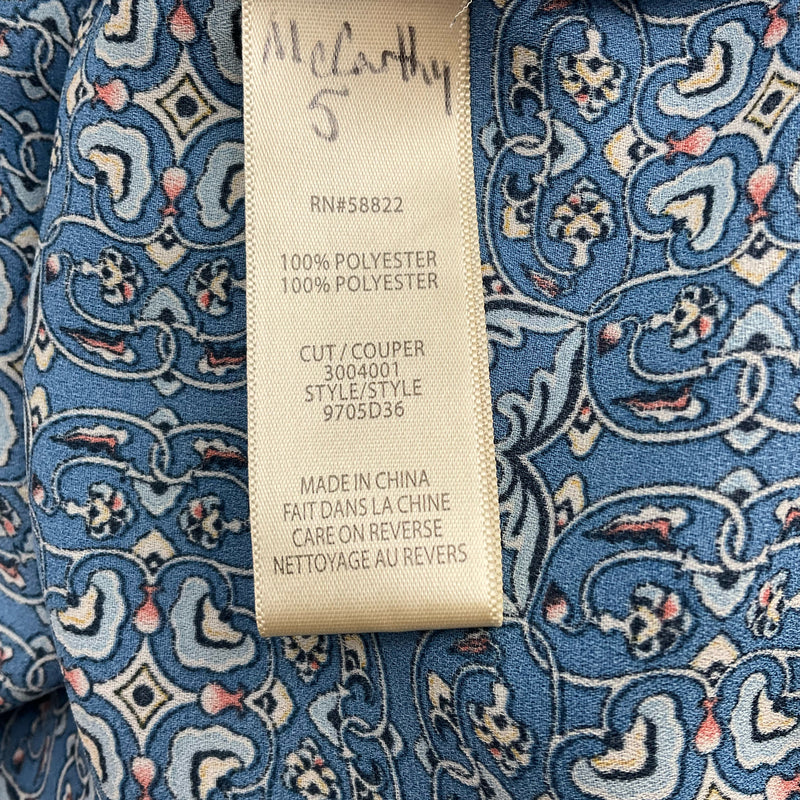 McCarthy
5
RN#58822
100% POLYESTER
100% POLYESTER
CUT / COUPER
3004001
STYLE/STYLE
9705D36
MADE IN CHINA
FAIT DANS LA CHINE
CARE ON REVERSE
NETTOYAGE AU REVERS